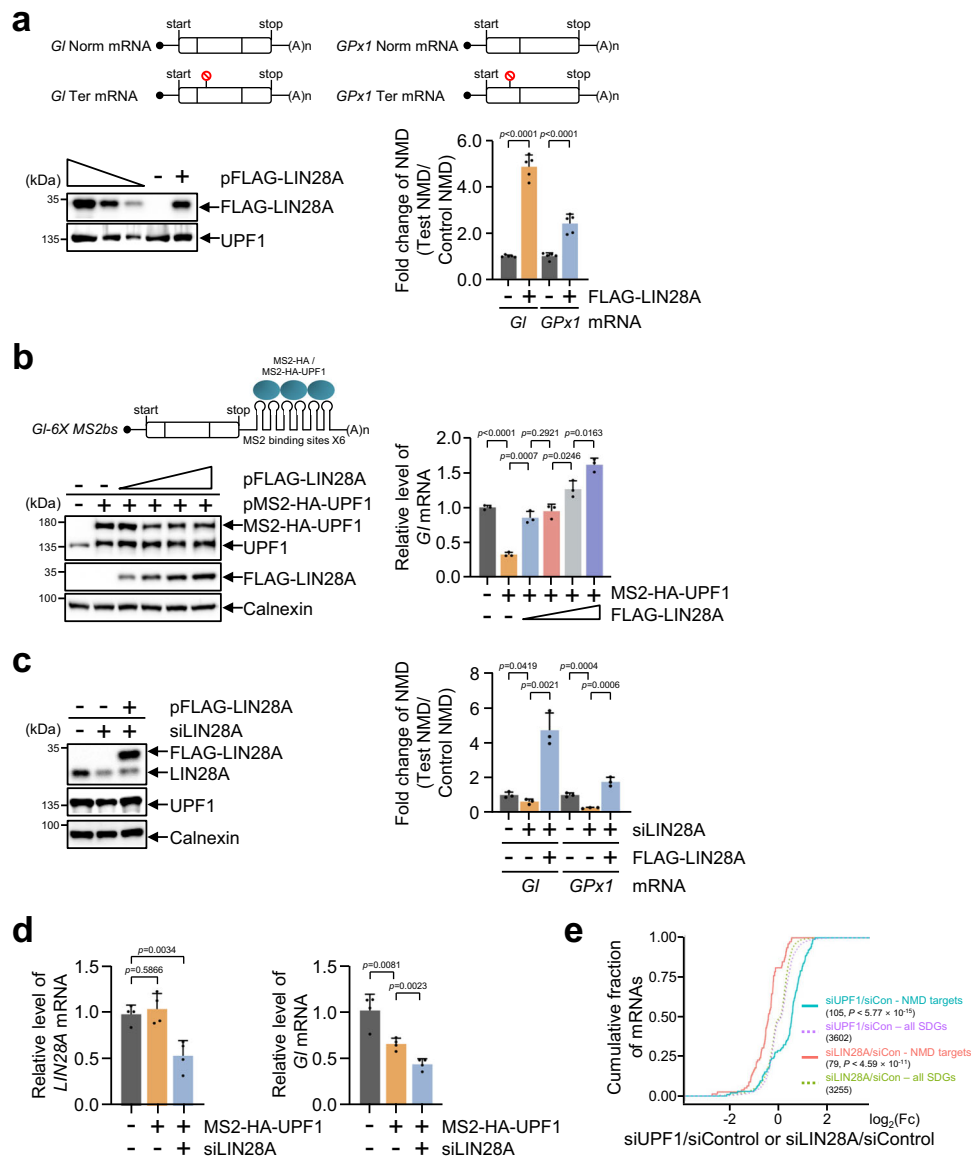 a
start stop
Gl Norm mRNA (A)n
start stop
GPx1 Norm mRNA (A)n
start stop
Gl Ter mRNA (A)n
start stop
GPx1 Ter mRNA (A)n
- + pFLAG-LIN28A
(kDa)
35 FLAG-LIN28A
135 UPF1
Fold change of NMD
(Test NMD/
Control NMD)
p<0.0001 p<0.0001
6.0
4.0
2.0
0.0
- + - + FLAG-LIN28A
Gl GPx1 mRNA
b
MS2-HA /
MS2-HA-UPF1
start stop
Gl-6X MS2bs (A)n
MS2 binding sites X6
- - pFLAG-LIN28A
(kDa) - + + + + + pMS2-HA-UPF1
180 MS2-HA-UPF1
135 UPF1
35 FLAG-LIN28A
100 Calnexin
Relative level of
Gl mRNA
p<0.0001 p=0.2921 p=0.0163
p=0.0007 p=0.0246
2.0
1.5
1.0
0.5
0.0
- + + + + + MS2-HA-UPF1
- - FLAG-LIN28A
c
- - + pFLAG-LIN28A
(kDa) - + + siLIN28A
35 FLAG-LIN28A
LIN28A
135 UPF1
100 Calnexin
Fold change of NMD
(Test NMD/
Control NMD)
p=0.0419 p=0.0004
p=0.0021 p=0.0006
8
6
4
2
0
- + + - + + siLIN28A
- - + - - + FLAG-LIN28A
Gl GPx1 mRNA
d
Relative level of
LIN28A mRNA
p=0.0034
p=0.5866
1.5
1.0
0.5
0.0
- + + MS2-HA-UPF1
- - + siLIN28A
Relative level of
Gl mRNA
p=0.0081
p=0.0023
1.5
1.0
0.5
0.0
- + + MS2-HA-UPF1
- - + siLIN28A
e
Cumulative fraction
of mRNAs
1.00
0.75
0.50
0.25
0.00
siUPF1/siCon - NMD targets
(105, P < 5.77 × 10⁻¹⁵)
siUPF1/siCon – all SDGs
(3602)
siLIN28A/siCon - NMD targets
(79, P < 4.59 × 10⁻¹¹)
siLIN28A/siCon – all SDGs
(3255)
-2 0 2 log₂(Fc)
siUPF1/siControl or siLIN28A/siControl